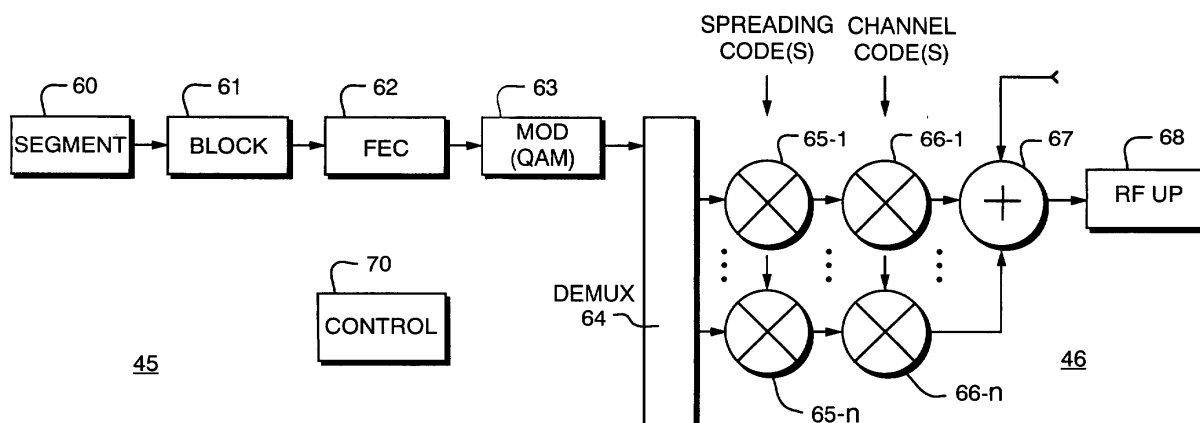 SPREADING
CODE(S)
CHANNEL
CODE(S)
60
61
62
63
65-1
66-1
67
68
SEGMENT
BLOCK
FEC
MOD
(QAM)
RF UP
70
CONTROL
DEMUX
64
45
46
65-n
66-n